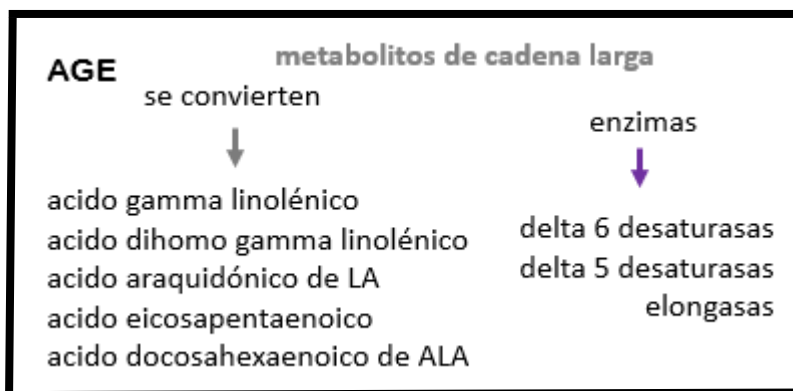 metabolitos de cadena larga
AGE
se convierten
enzimas
acido gamma linolénico
acido dihomo gamma linolénico
acido araquidónico de LA
acido eicosapentaenoico
acido docosahexaenoico de ALA
delta 6 desaturasas
delta 5 desaturasas
elongasas